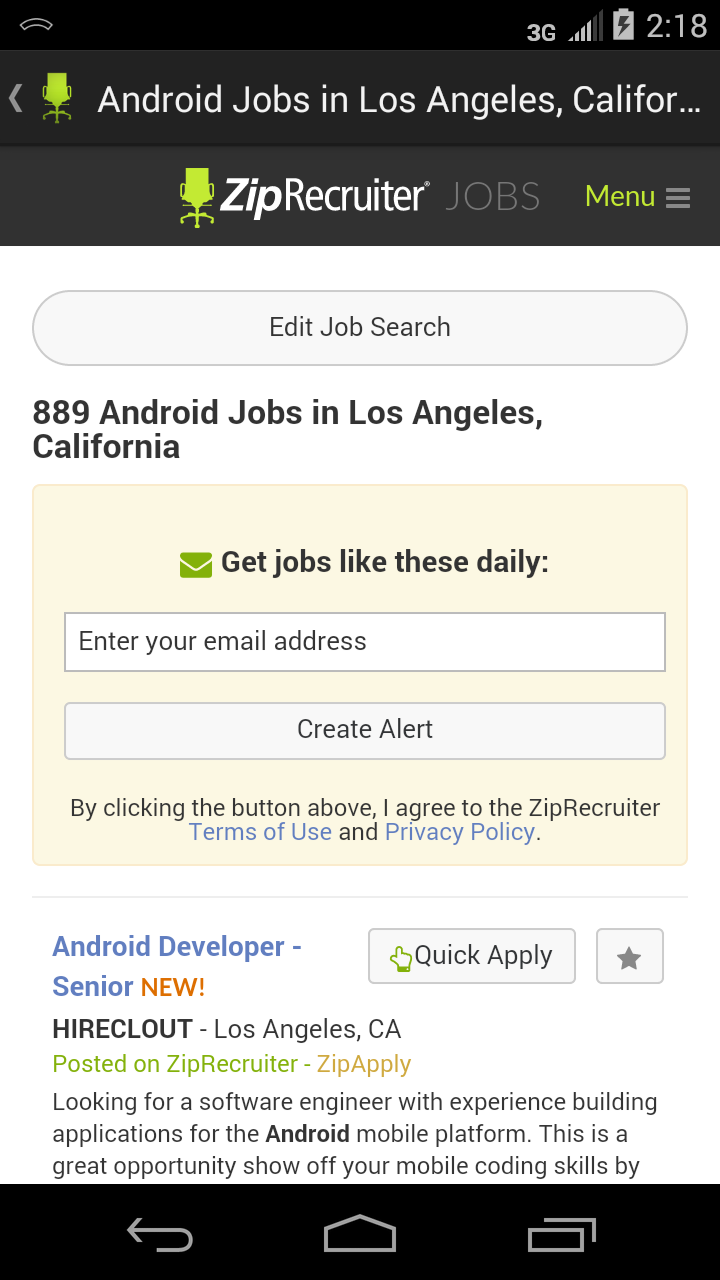 3G 2:18
Android Jobs in Los Angeles, Califor...
ZipRecruiter® JOBS Menu
Edit Job Search
889 Android Jobs in Los Angeles,
California
Get jobs like these daily:
Enter your email address
Create Alert
By clicking the button above, I agree to the ZipRecruiter
Terms of Use and Privacy Policy.
Android Developer -
Senior NEW!
Quick Apply
HIRECLOUT - Los Angeles, CA
Posted on ZipRecruiter - ZipApply
Looking for a software engineer with experience building
applications for the Android mobile platform. This is a
great opportunity show off your mobile coding skills by